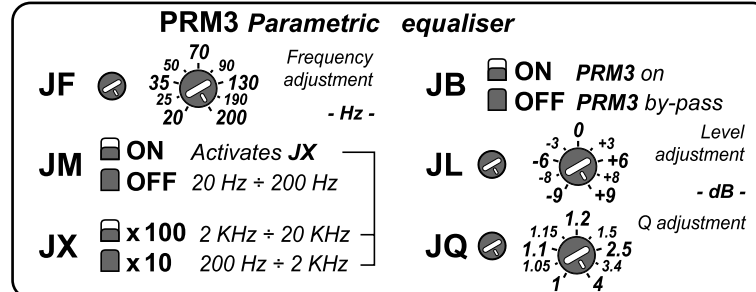 PRM3 Parametric equaliser
JF
70
50 90
35 130
25 190
20 200
Frequency
adjustment
- Hz -
JM
ON Activates JX
OFF 20 Hz ÷ 200 Hz
JX
x 100 2 KHz ÷ 20 KHz
x 10 200 Hz ÷ 2 KHz
JB
ON PRM3 on
OFF PRM3 by-pass
JL
0
-3 +3
-6 +6
-8 +8
-9 +9
Level
adjustment
- dB -
JQ
1.2
1.15 1.5
1.1 2.5
1.05 3.4
1 4
Q adjustment